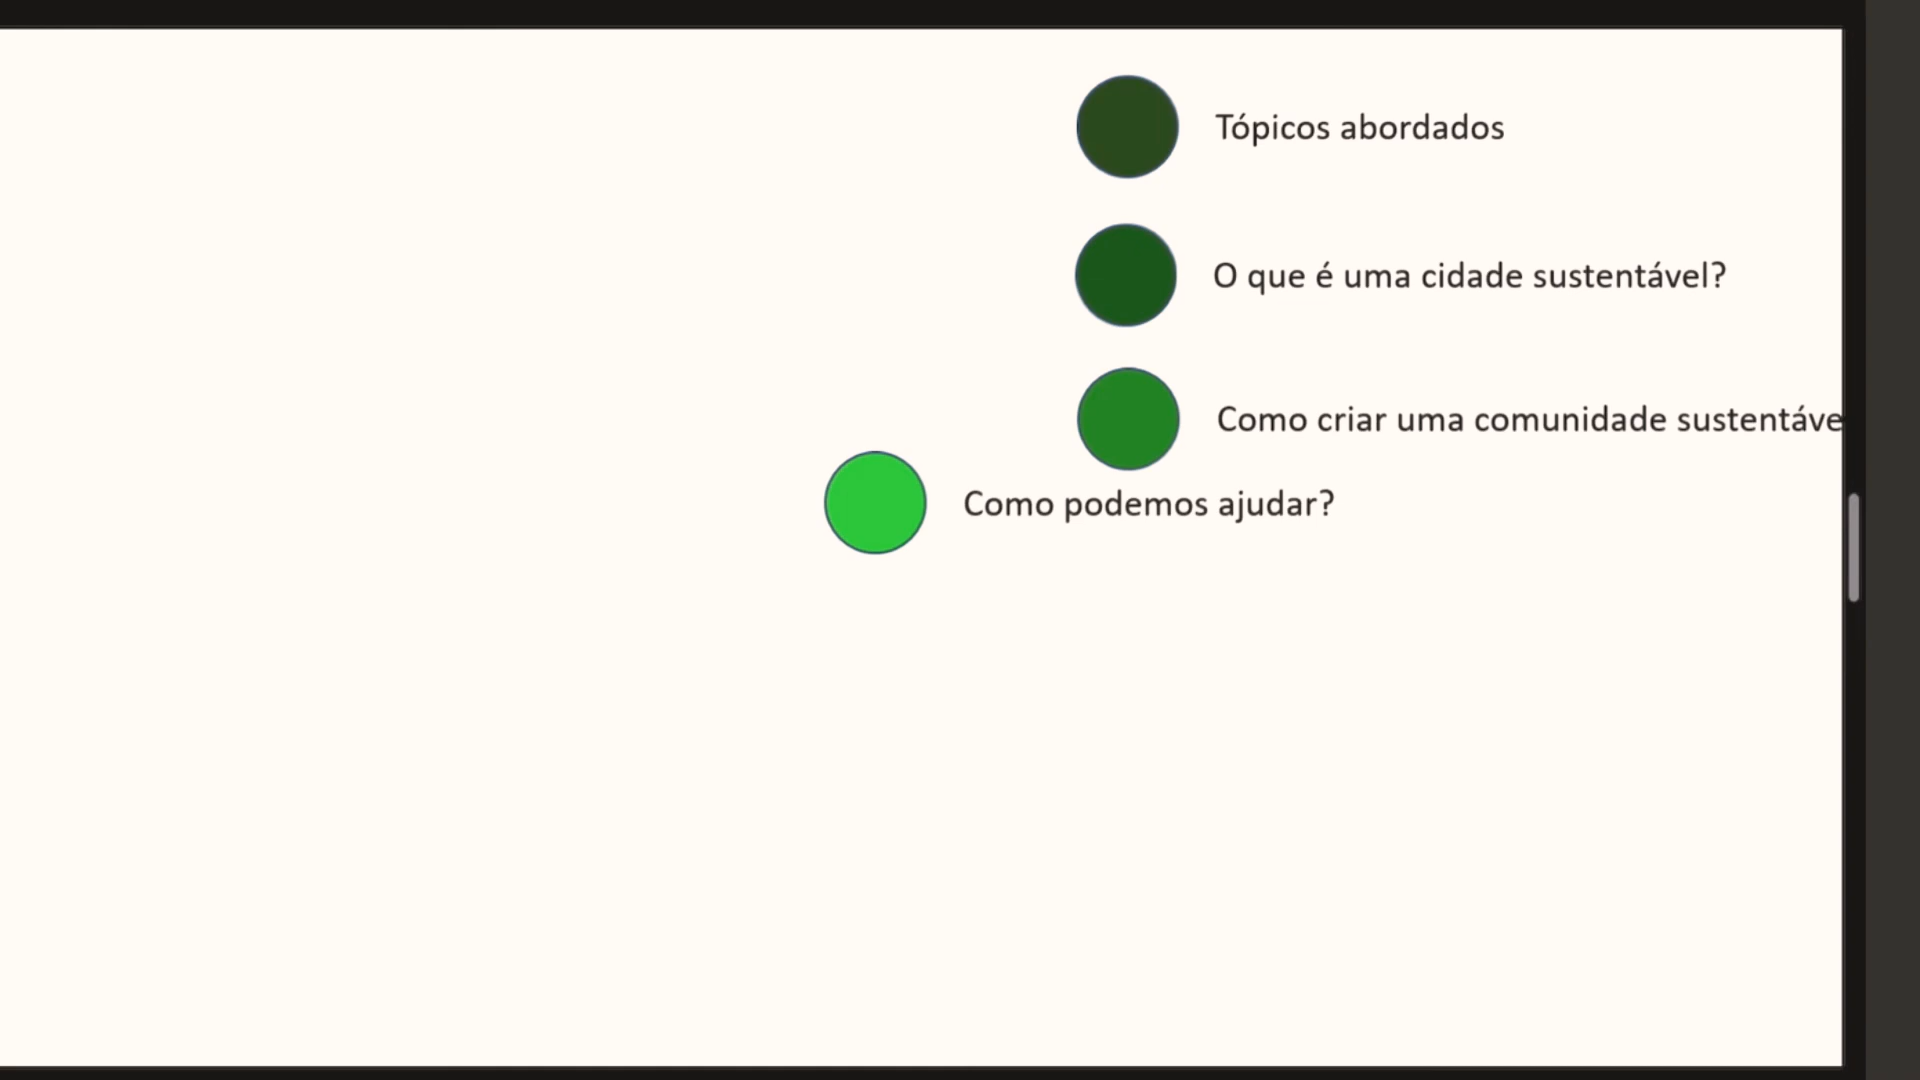 Tópicos abordados
O que é uma cidade sustentável?
Como criar uma comunidade sustentáve
Como podemos ajudar?